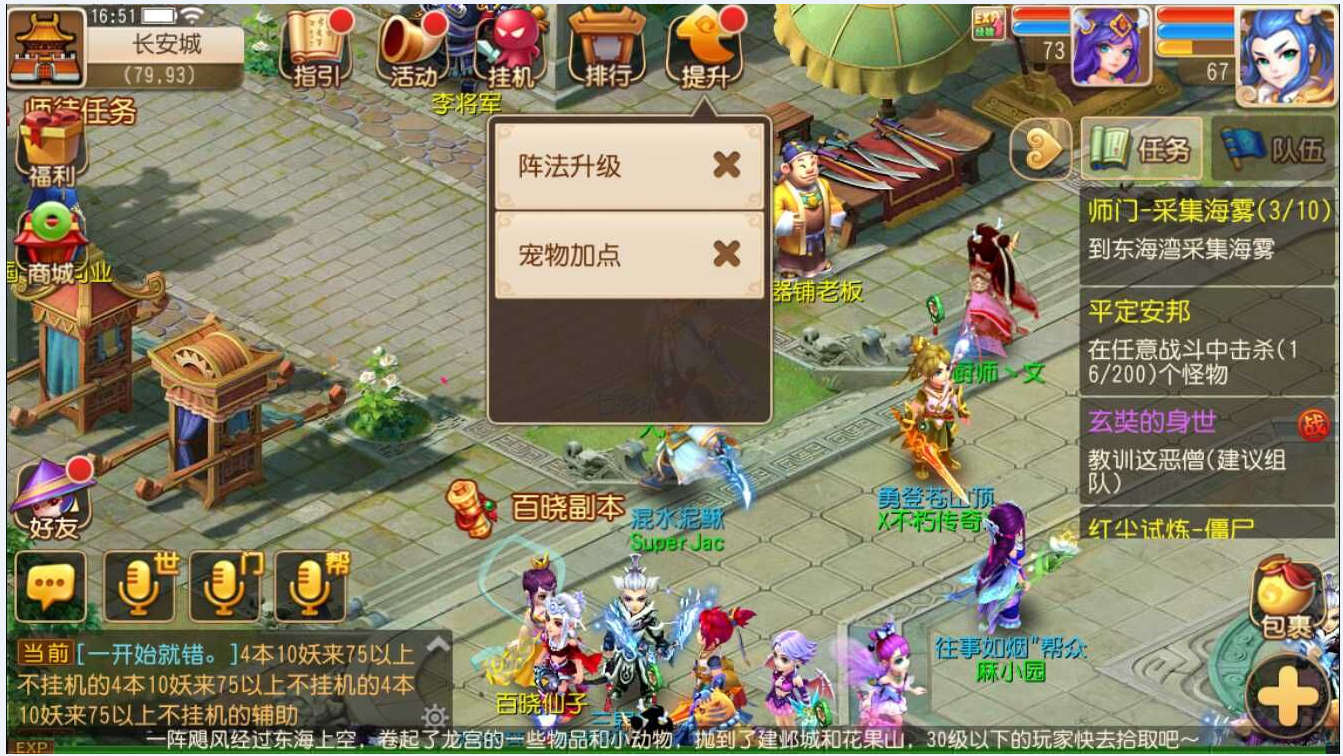 16:51
长安城
(79,93)
指引
活动
挂机
排行
提升
73
67
李将军
师徒任务
福利
商城
阵法升级
宠物加点
任务
队伍
师门-采集海雾(3/10)
到东海湾采集海雾
平定安邦
在任意战斗中击杀(1
6/200)个怪物
玄奘的身世
战
教训这恶僧(建议组
队)
红尘试炼-僵尸
器铺老板
厨师丶文
勇登苍山顶
X不朽传奇
百晓副本
混水泥鳅
Super Jac
好友
世
门
帮
包裹
往事如烟"帮众
麻小园
百晓仙子
当前[一开始就错。]4本10妖来75以上
不挂机的4本10妖来75以上不挂机的4本
10妖来75以上不挂机的辅助
一阵飓风经过东海上空，卷起了龙宫的一些物品和小动物，抛到了建邺城和花果山，30级以下的玩家快去拾取吧～
EXP